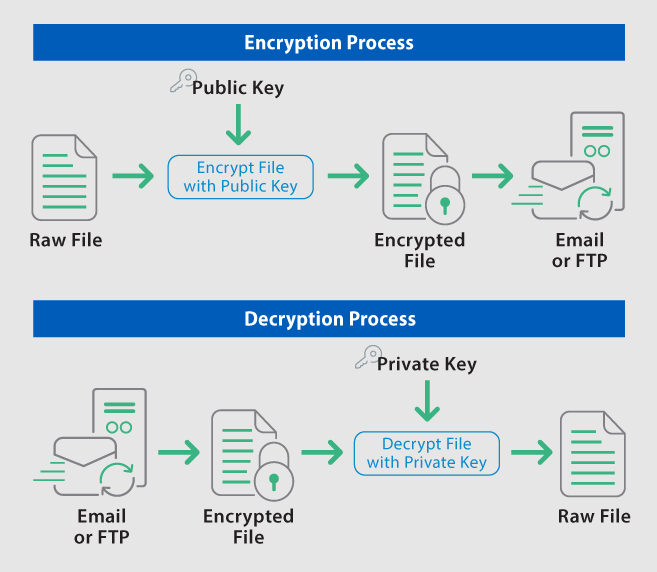 Encryption Process
Public Key
Encrypt File
with Public Key
Raw File
Encrypted
File
Email
or FTP
Decryption Process
Private Key
Decrypt File
with Private Key
Email
or FTP
Encrypted
File
Raw File